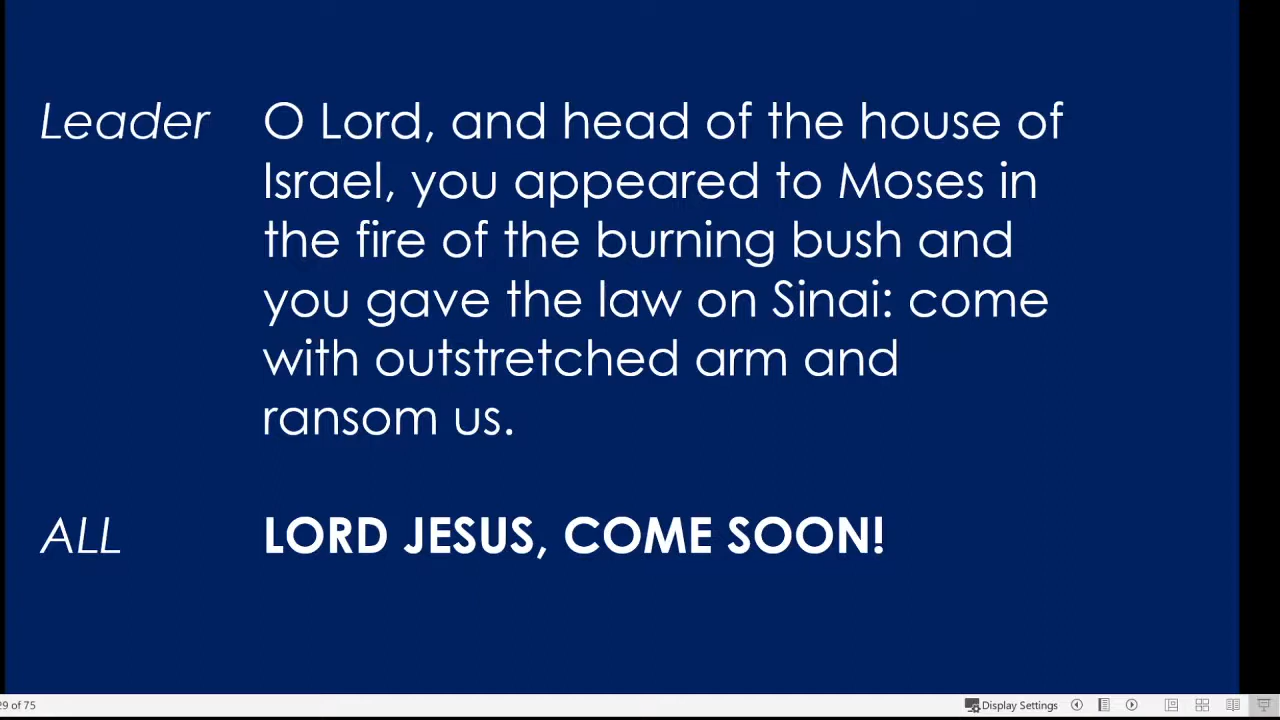 Leader O Lord, and head of the house of
Israel, you appeared to Moses in
the fire of the burning bush and
you gave the law on Sinai: come
with outstretched arm and
ransom us.
ALL LORD JESUS, COME SOON!
29 of 75 Display Settings